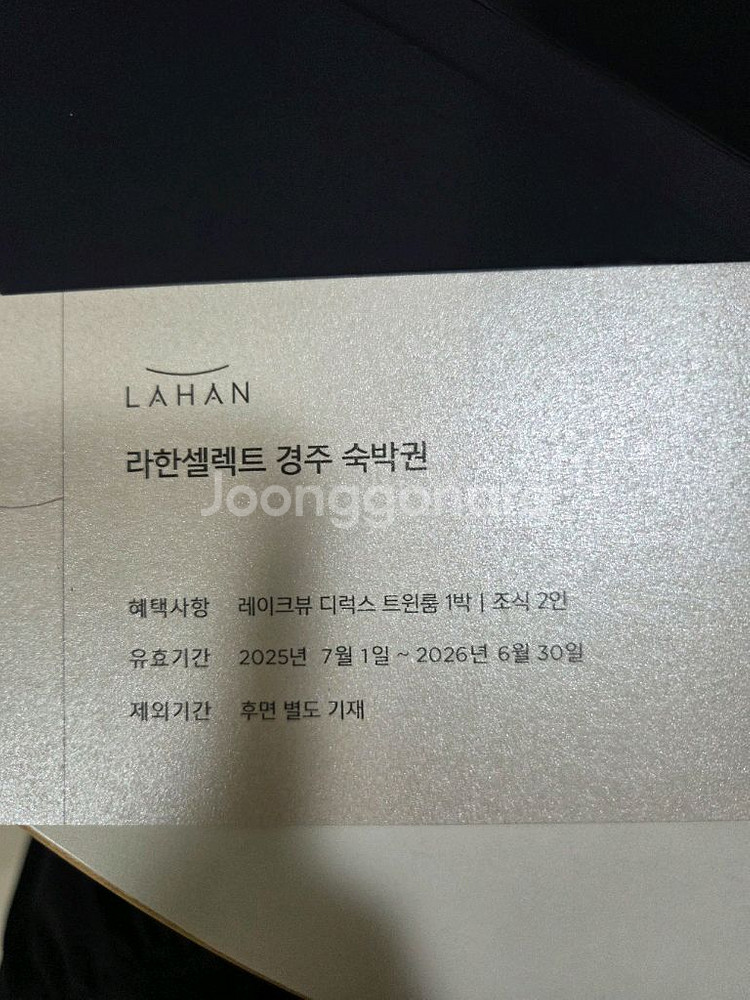 LAHAN
라한셀렉트 경주 숙박권
Joonggonara
혜택사항 레이크뷰 디럭스 트윈룸 1박 | 조식 2인
유효기간 2025년 7월 1일 ~ 2026년 6월 30일
제외기간 후면 별도 기재